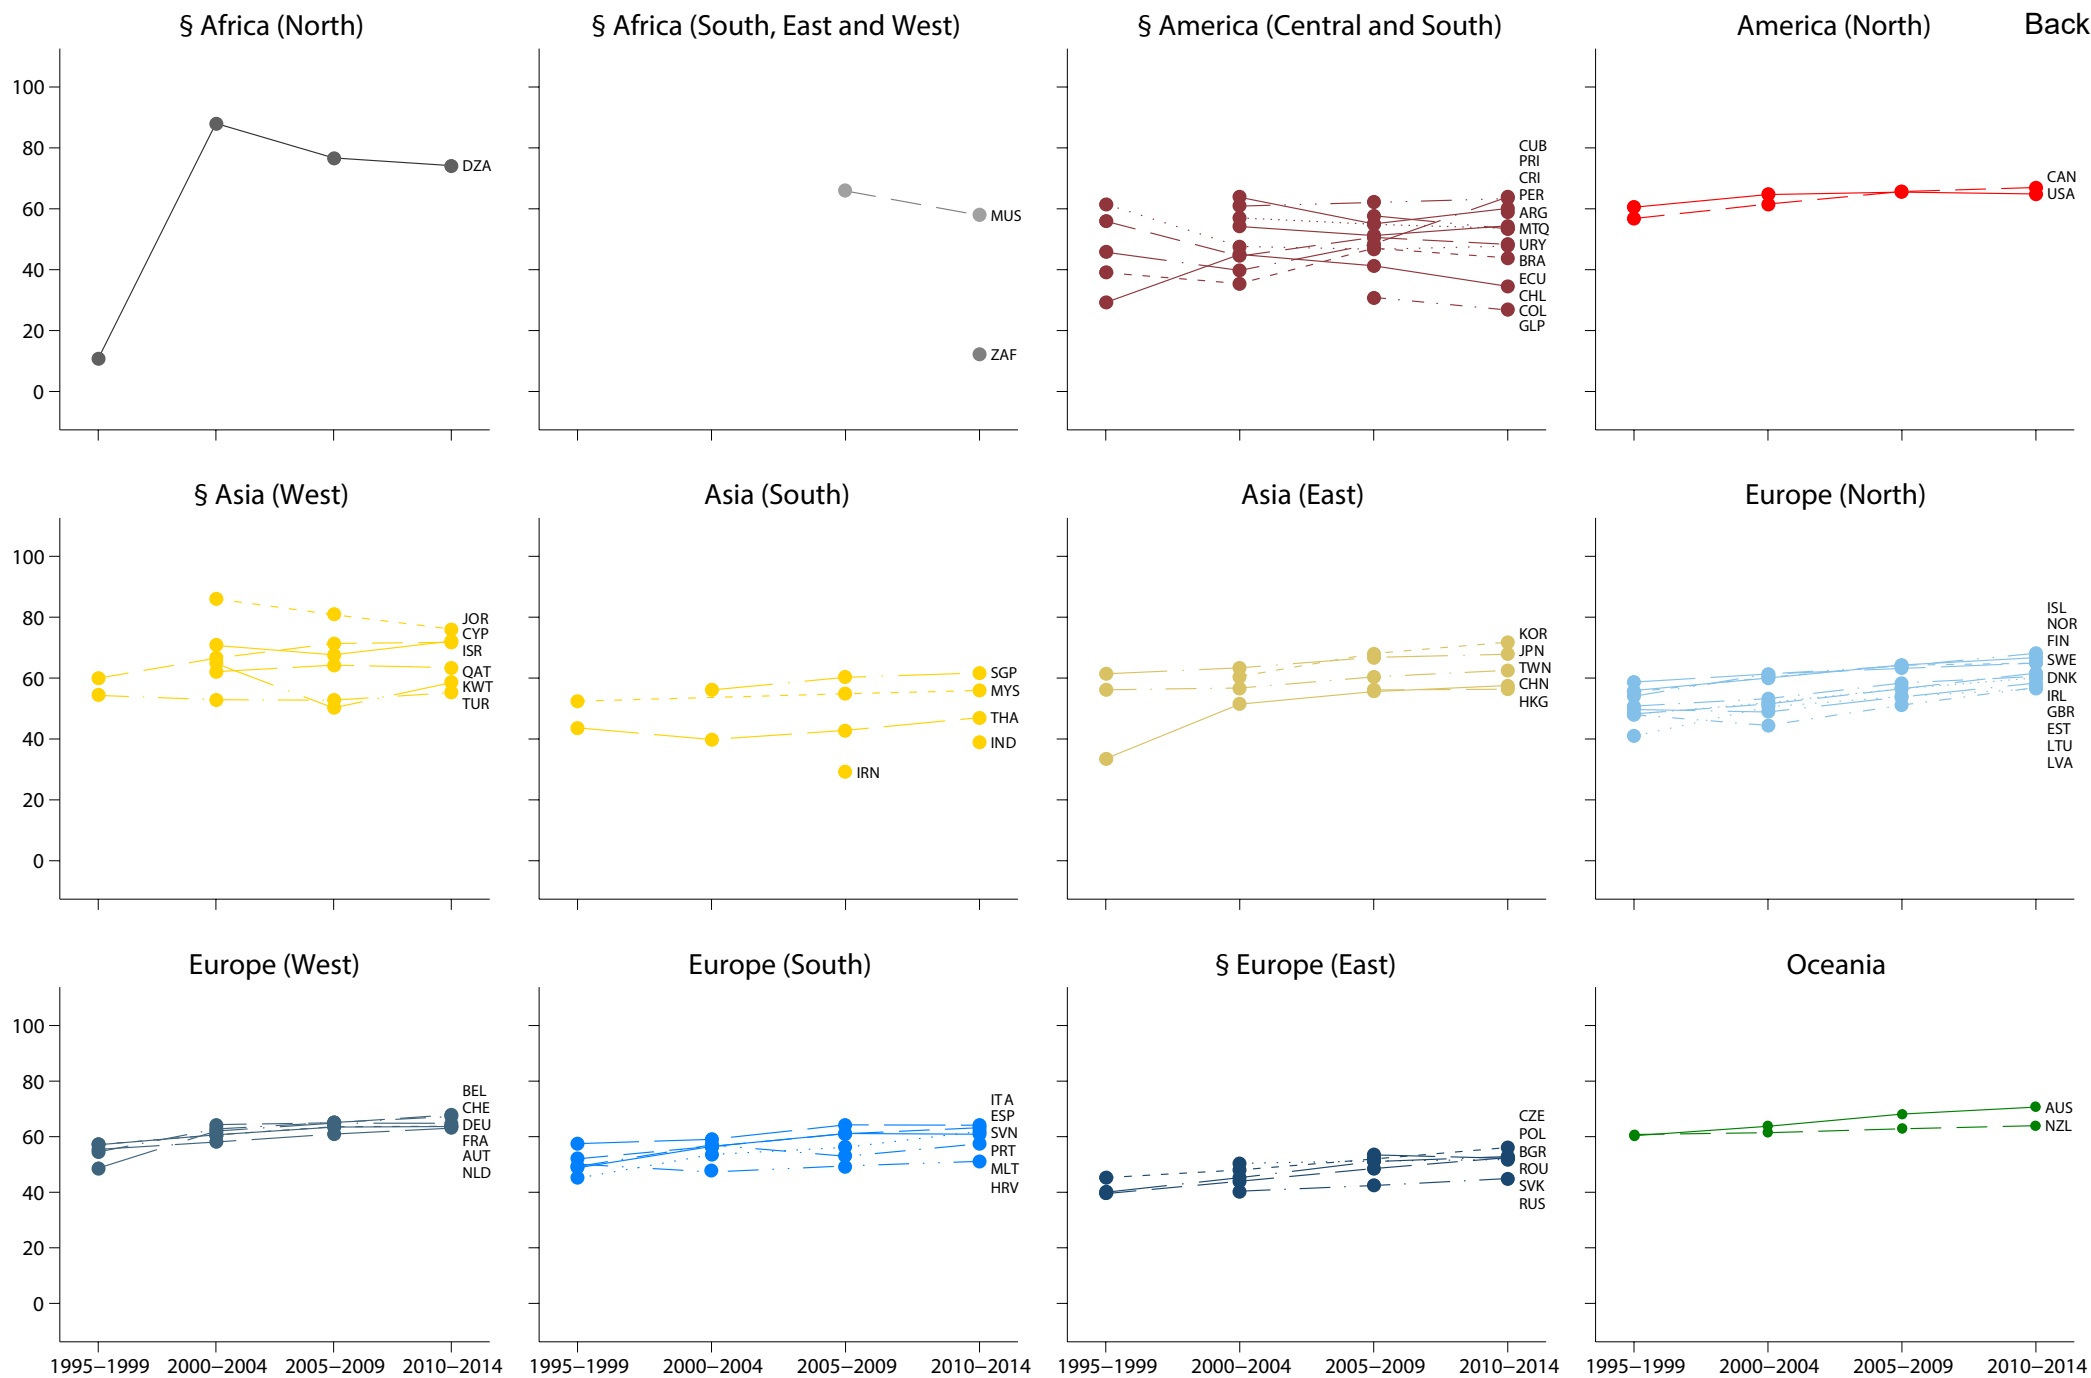 § Africa (North)
§ Africa (South, East and West)
§ America (Central and South)
America (North)
Back
100
80
60
40
20
0
DZA
MUS
ZAF
CUB
PRI
CRI
PER
ARG
MTQ
URY
BRA
ECU
CHL
COL
GLP
CAN
USA
§ Asia (West)
Asia (South)
Asia (East)
Europe (North)
100
80
60
40
20
0
JOR
CYP
ISR
QAT
KWT
TUR
SGP
MYS
THA
IND
IRN
KOR
JPN
TWN
CHN
HKG
ISL
NOR
FIN
SWE
DNK
IRL
GBR
EST
LTU
LVA
Europe (West)
Europe (South)
§ Europe (East)
Oceania
100
80
60
40
20
0
BEL
CHE
DEU
FRA
AUT
NLD
ITA
ESP
SVN
PRT
MLT
HRV
CZE
POL
BGR
ROU
SVK
RUS
AUS
NZL
1995–1999 2000–2004 2005–2009 2010–2014
1995–1999 2000–2004 2005–2009 2010–2014
1995–1999 2000–2004 2005–2009 2010–2014
1995–1999 2000–2004 2005–2009 2010–2014